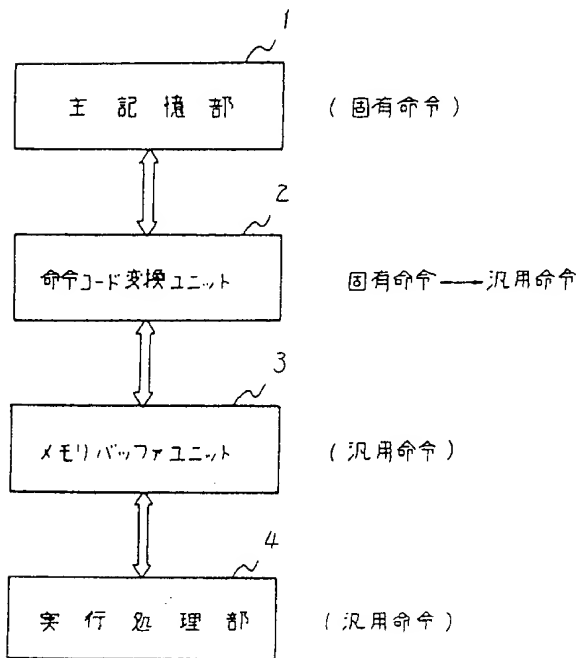 1
主記憶部 (固有命令)
2
命令コード変換ユニット 固有命令→汎用命令
3
メモリバッファユニット (汎用命令)
4
実行処理部 (汎用命令)